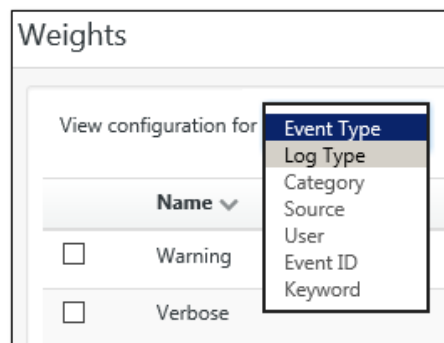 Weights
View configuration for
Event Type
Log Type
Category
Source
User
Event ID
Keyword
Name
Warning
Verbose